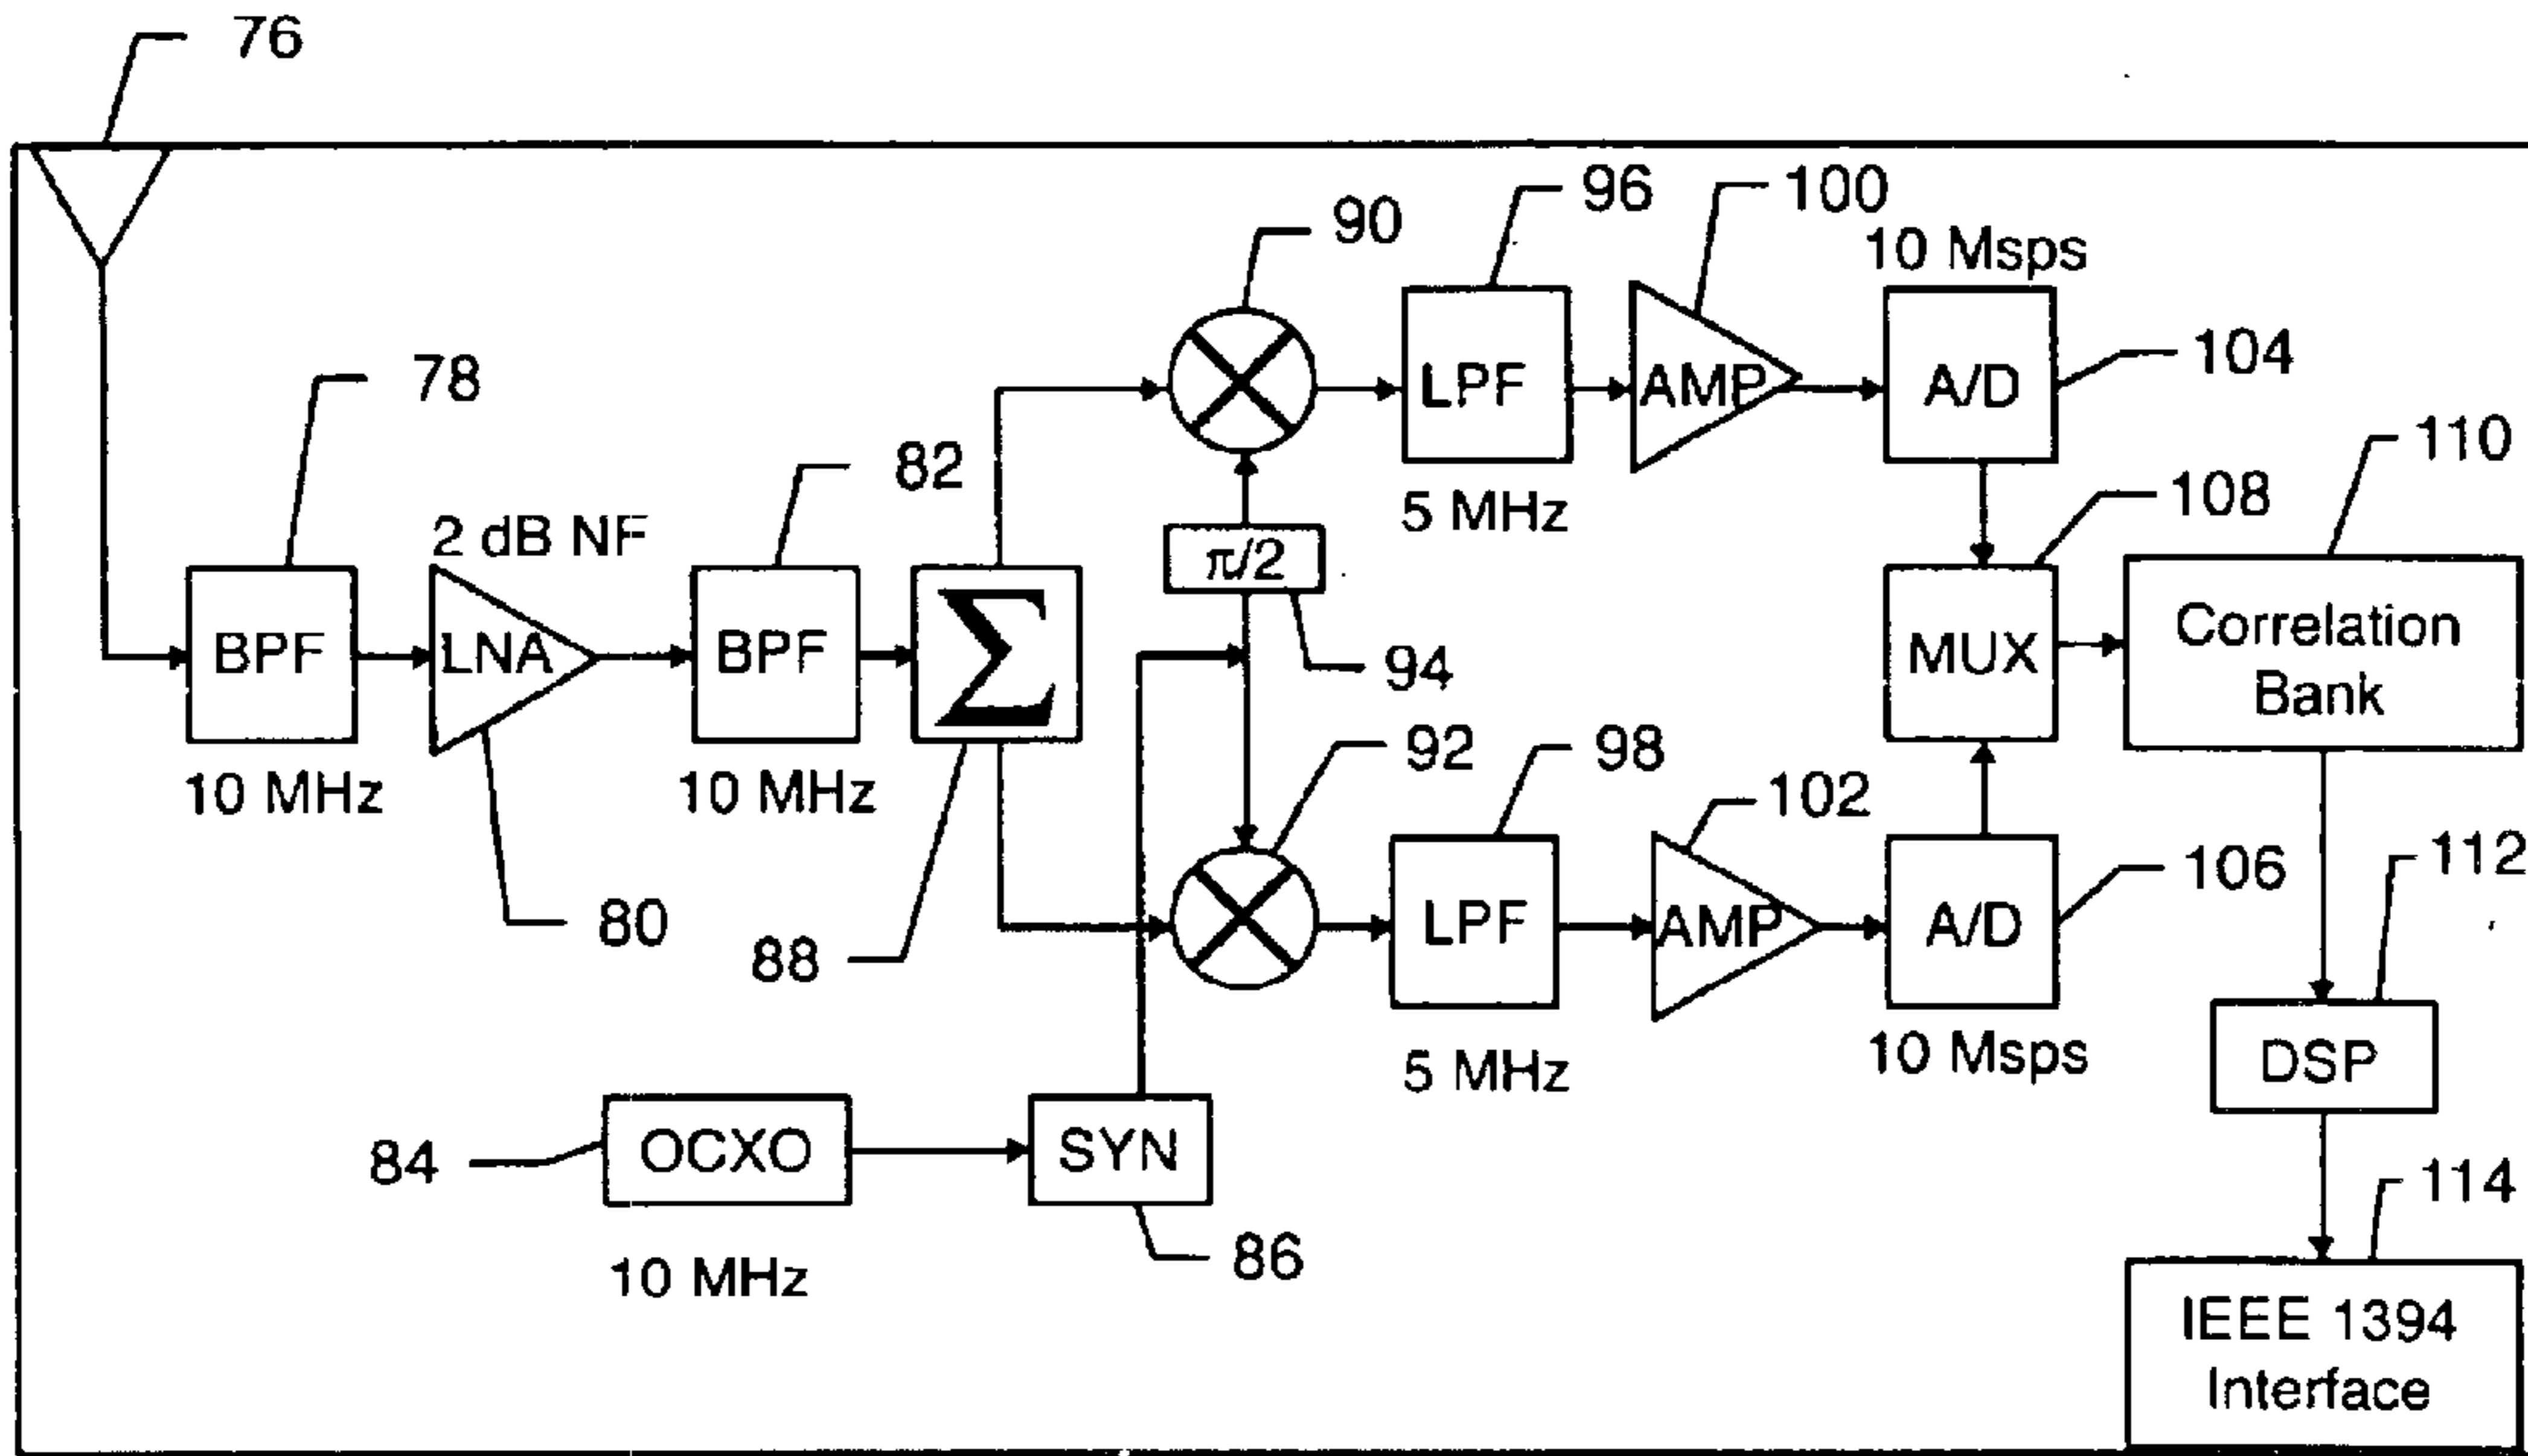 76
90
96
100
10 Msps
78
82
2 dB NF
LPF
AMP
A/D
104
5 MHz
110
108
π/2
BPF
LNA
BPF
Σ
94
MUX
Correlation
Bank
10 MHz
10 MHz
92
98
102
80
88
LPF
AMP
A/D
106
112
5 MHz
10 Msps
DSP
84
OCXO
SYN
114
10 MHz
86
IEEE 1394
Interface